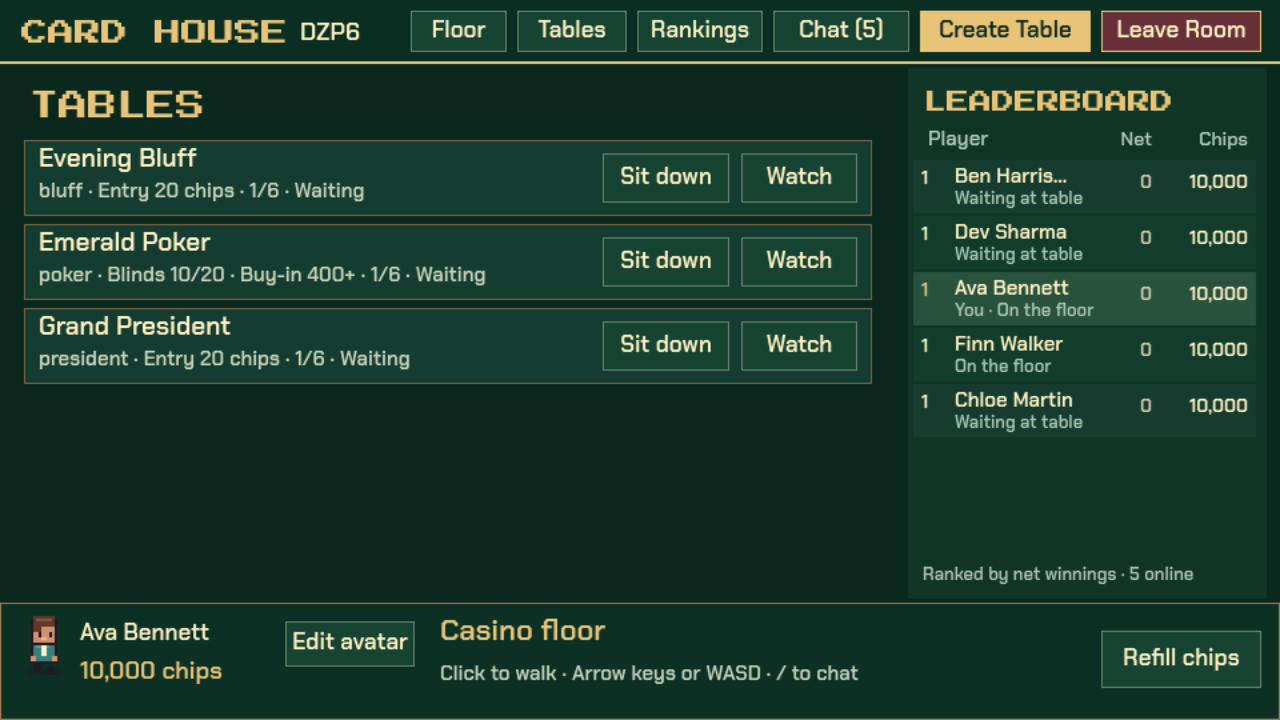 CARD HOUSE DZP6
Floor
Tables
Rankings
Chat (5)
Create Table
Leave Room
TABLES
Evening Bluff
bluff · Entry 20 chips · 1/6 · Waiting
Sit down
Watch
Emerald Poker
poker · Blinds 10/20 · Buy-in 400+ · 1/6 · Waiting
Sit down
Watch
Grand President
president · Entry 20 chips · 1/6 · Waiting
Sit down
Watch
LEADERBOARD
Player Net Chips
1 Ben Harris... 0 10,000
Waiting at table
1 Dev Sharma 0 10,000
Waiting at table
1 Ava Bennett 0 10,000
You · On the floor
1 Finn Walker 0 10,000
On the floor
1 Chloe Martin 0 10,000
Waiting at table
Ranked by net winnings · 5 online
Ava Bennett
10,000 chips
Edit avatar
Casino floor
Click to walk · Arrow keys or WASD · / to chat
Refill chips